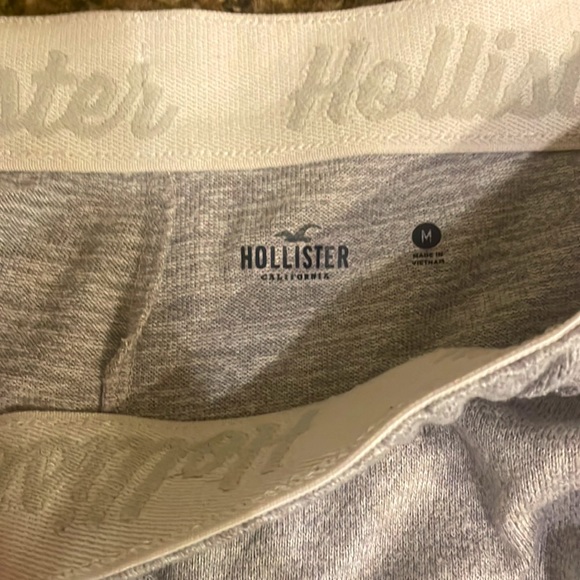 ster Hollist
HOLLISTER
CALIFORNIA
M
MADE IN
VIETNAM